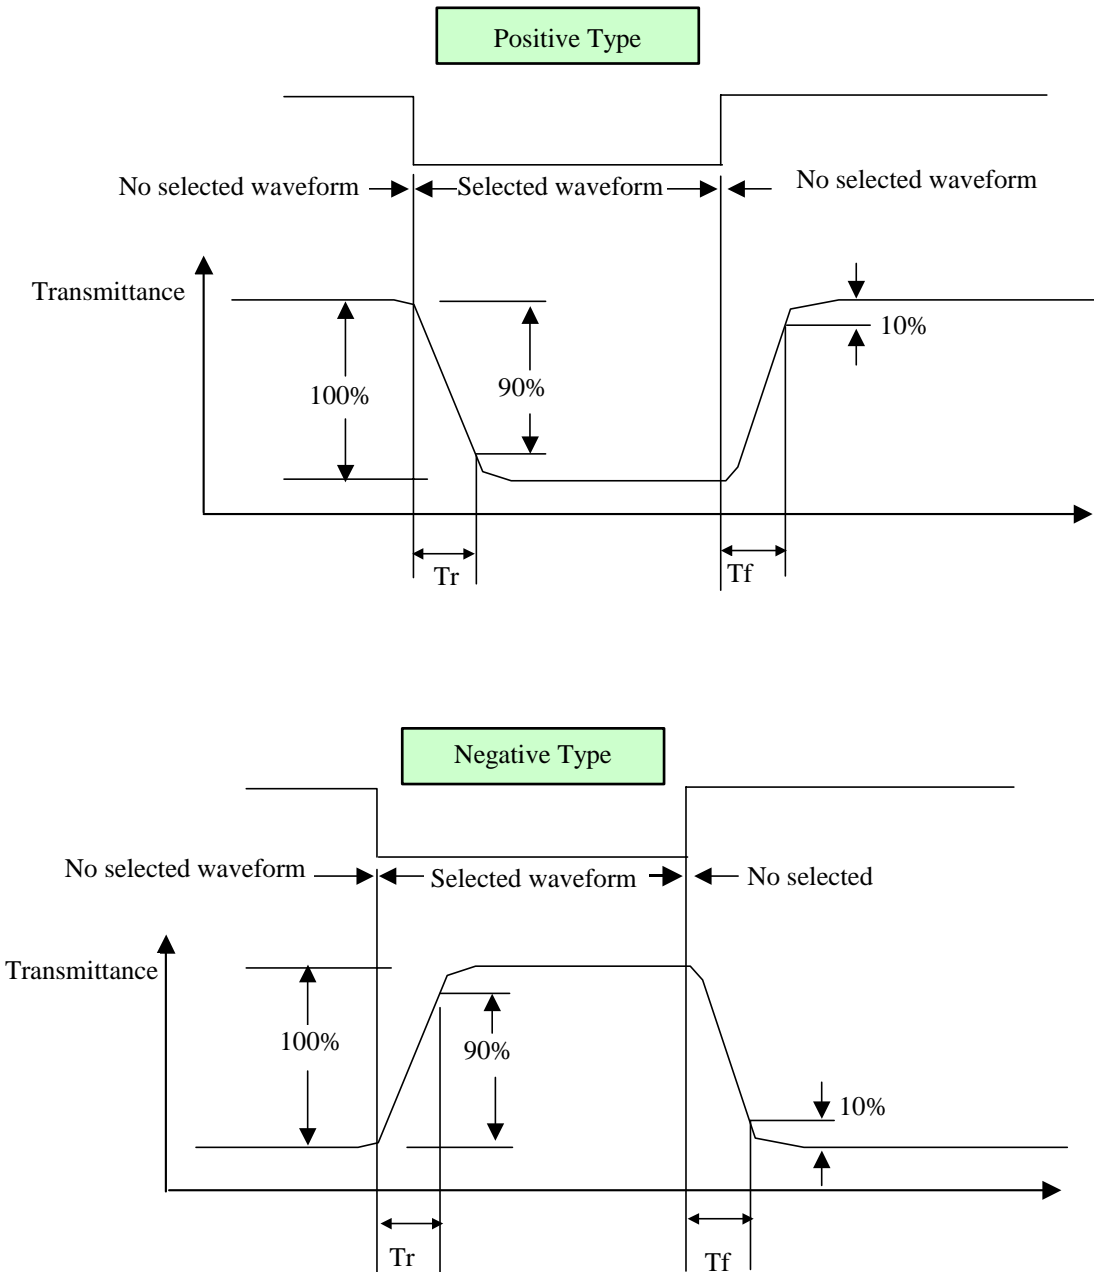 Positive Type
No selected waveform
Selected waveform
No selected waveform
Transmittance
10%
100%
90%
Tr
Tf
Negative Type
No selected waveform
Selected waveform
No selected
Transmittance
100%
90%
10%
Tr
Tf